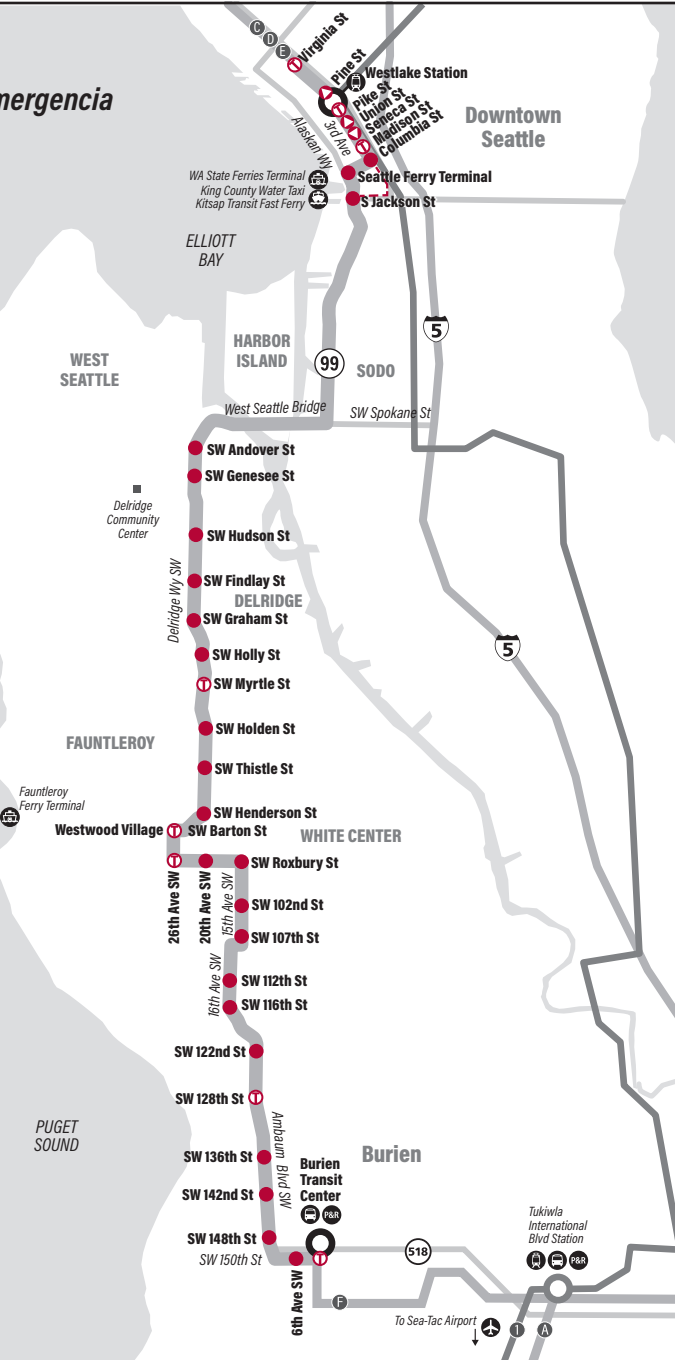 C
D
E
Virginia St
mergencia
Pine St
Westlake Station
Pike St
Union St
Seneca St
Madison St
Columbia St
3rd Ave
Alaskan Wy
Downtown
Seattle
WA State Ferries Terminal
King County Water Taxi
Kitsap Transit Fast Ferry
Seattle Ferry Terminal
S Jackson St
ELLIOTT
BAY
5
HARBOR
ISLAND
99
SODO
WEST
SEATTLE
West Seattle Bridge
SW Spokane St
SW Andover St
SW Genesee St
Delridge
Community
Center
SW Hudson St
Delridge Wy SW
SW Findlay St
DELRIDGE
SW Graham St
5
SW Holly St
T
SW Myrtle St
SW Holden St
FAUNTLEROY
SW Thistle St
Fauntleroy
Ferry Terminal
SW Henderson St
Westwood Village
T
SW Barton St
WHITE CENTER
T
SW Roxbury St
26th Ave SW
20th Ave SW
15th Ave SW
SW 102nd St
SW 107th St
16th Ave SW
SW 112th St
SW 116th St
SW 122nd St
SW 128th St
T
PUGET
SOUND
Ambaum Blvd SW
SW 136th St
Burien
Burien
Transit
Center
P&R
SW 142nd St
SW 148th St
SW 150th St
T
6th Ave SW
518
Tukiwla
International
Blvd Station
P&R
F
To Sea-Tac Airport
1
A